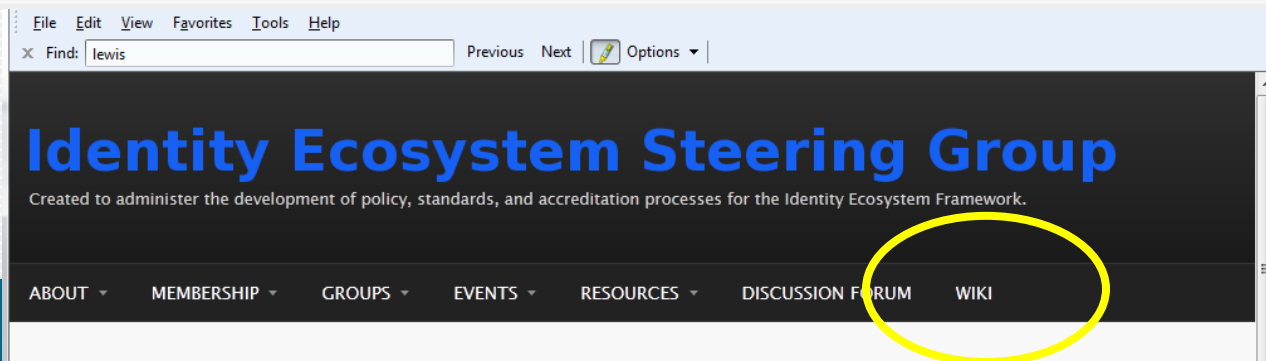 File Edit View Favorites Tools Help
x Find: lewis Previous Next Options
Identity Ecosystem Steering Group
Created to administer the development of policy, standards, and accreditation processes for the Identity Ecosystem Framework.
ABOUT MEMBERSHIP GROUPS EVENTS RESOURCES DISCUSSION FORUM WIKI